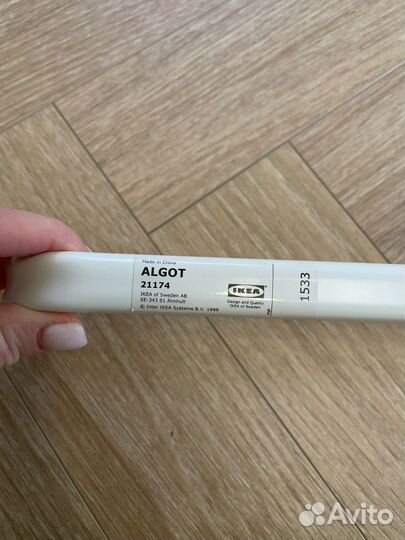 Made in China
ALGOT
21174
IKEA of Sweden AB
SE-343 81 Älmhult
© Inter IKEA Systems B.V. 1999
IKEA
Design and Quality
IKEA of Sweden
1533
Avito